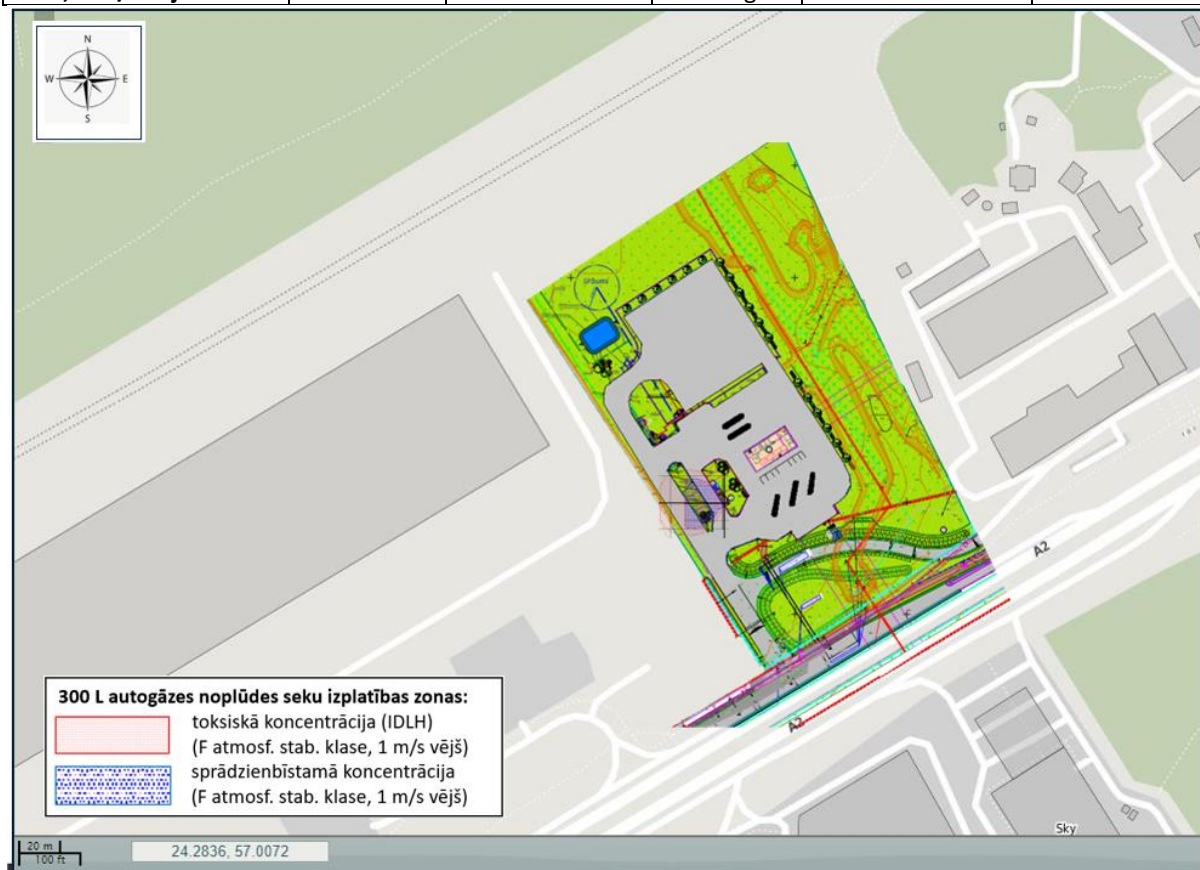 N
W
E
S
A2
A2
300 L autogāzes noplūdes seku izplatības zonas:
toksiskā koncentrācija (IDLH)
(F atmosf. stab. klase, 1 m/s vējš)
sprādzienbīstamā koncentrācija
(F atmosf. stab. klase, 1 m/s vējš)
Sky
20 m
100 ft
24.2836, 57.0072